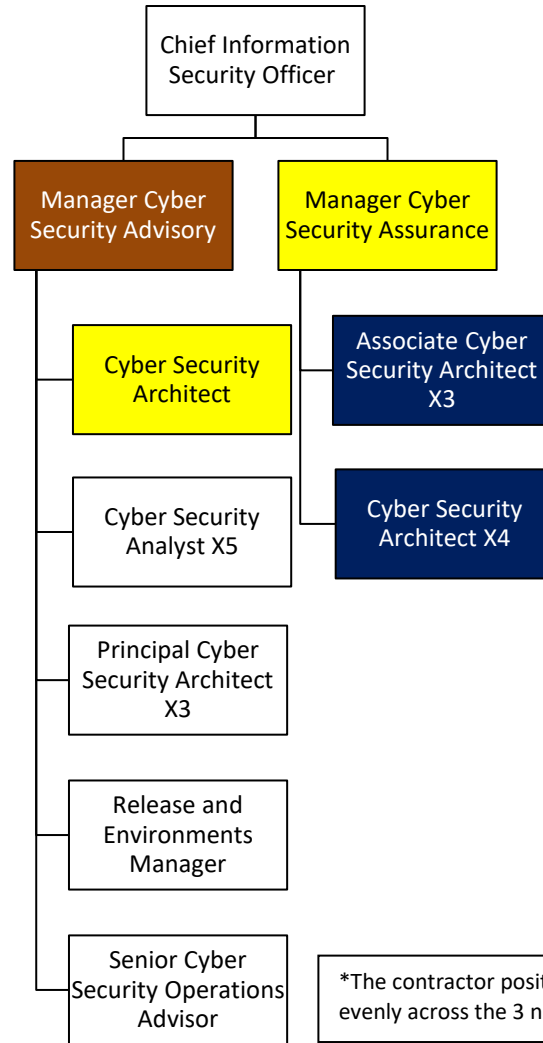 Chief Information
Security Officer
Manager Cyber
Security Advisory
Manager Cyber
Security Assurance
Cyber Security
Architect
Associate Cyber
Security Architect
X3
Cyber Security
Analyst X5
Cyber Security
Architect X4
Principal Cyber
Security Architect
X3
Release and
Environments
Manager
Senior Cyber
Security Operations
Advisor
*The contractor
evenly across the 3